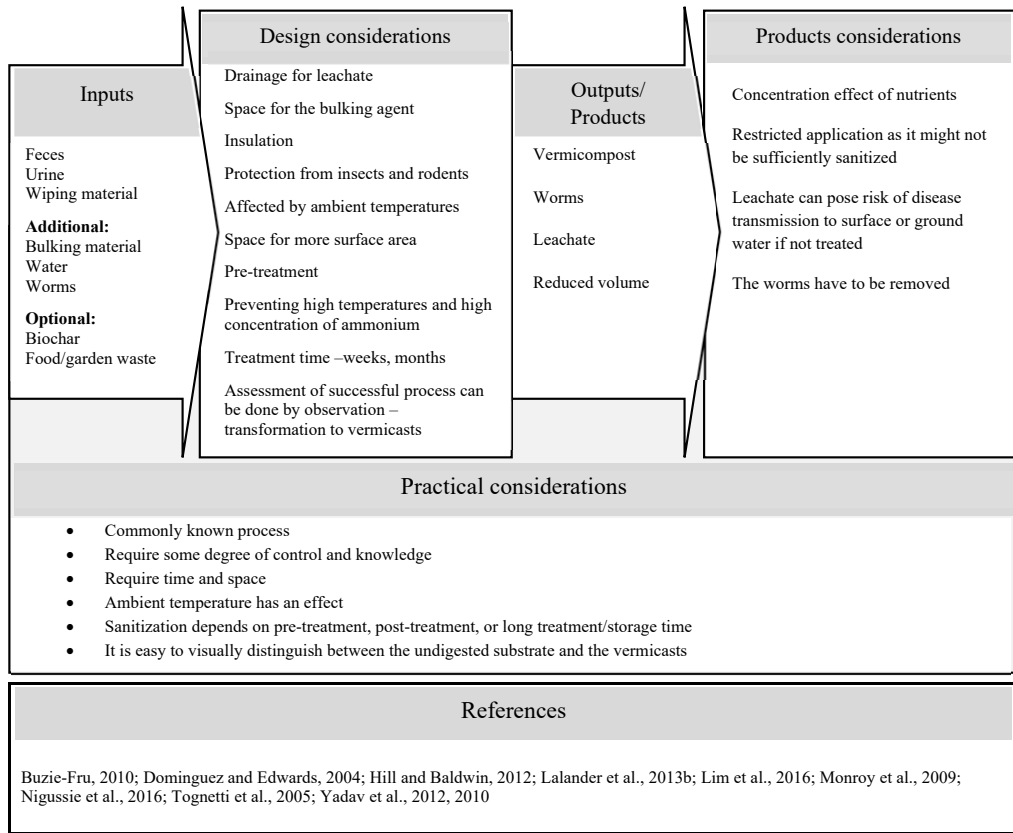 Inputs
Feces
Urine
Wiping material
Additional:
Bulking material
Water
Worms
Optional:
Biochar
Food/garden waste
Design considerations
Drainage for leachate
Space for the bulking agent
Insulation
Protection from insects and rodents
Affected by ambient temperatures
Space for more surface area
Pre-treatment
Preventing high temperatures and high
concentration of ammonium
Treatment time –weeks, months
Assessment of successful process can
be done by observation –
transformation to vermicasts
Outputs/
Products
Vermicompost
Worms
Leachate
Reduced volume
Products considerations
Concentration effect of nutrients
Restricted application as it might not
be sufficiently sanitized
Leachate can pose risk of disease
transmission to surface or ground
water if not treated
The worms have to be removed
Practical considerations
• Commonly known process
• Require some degree of control and knowledge
• Require time and space
• Ambient temperature has an effect
• Sanitization depends on pre-treatment, post-treatment, or long treatment/storage time
• It is easy to visually distinguish between the undigested substrate and the vermicasts
References
Buzie-Fru, 2010; Dominguez and Edwards, 2004; Hill and Baldwin, 2012; Lalander et al., 2013b; Lim et al., 2016; Monroy et al., 2009;
Nigussie et al., 2016; Tognetti et al., 2005; Yadav et al., 2012, 2010